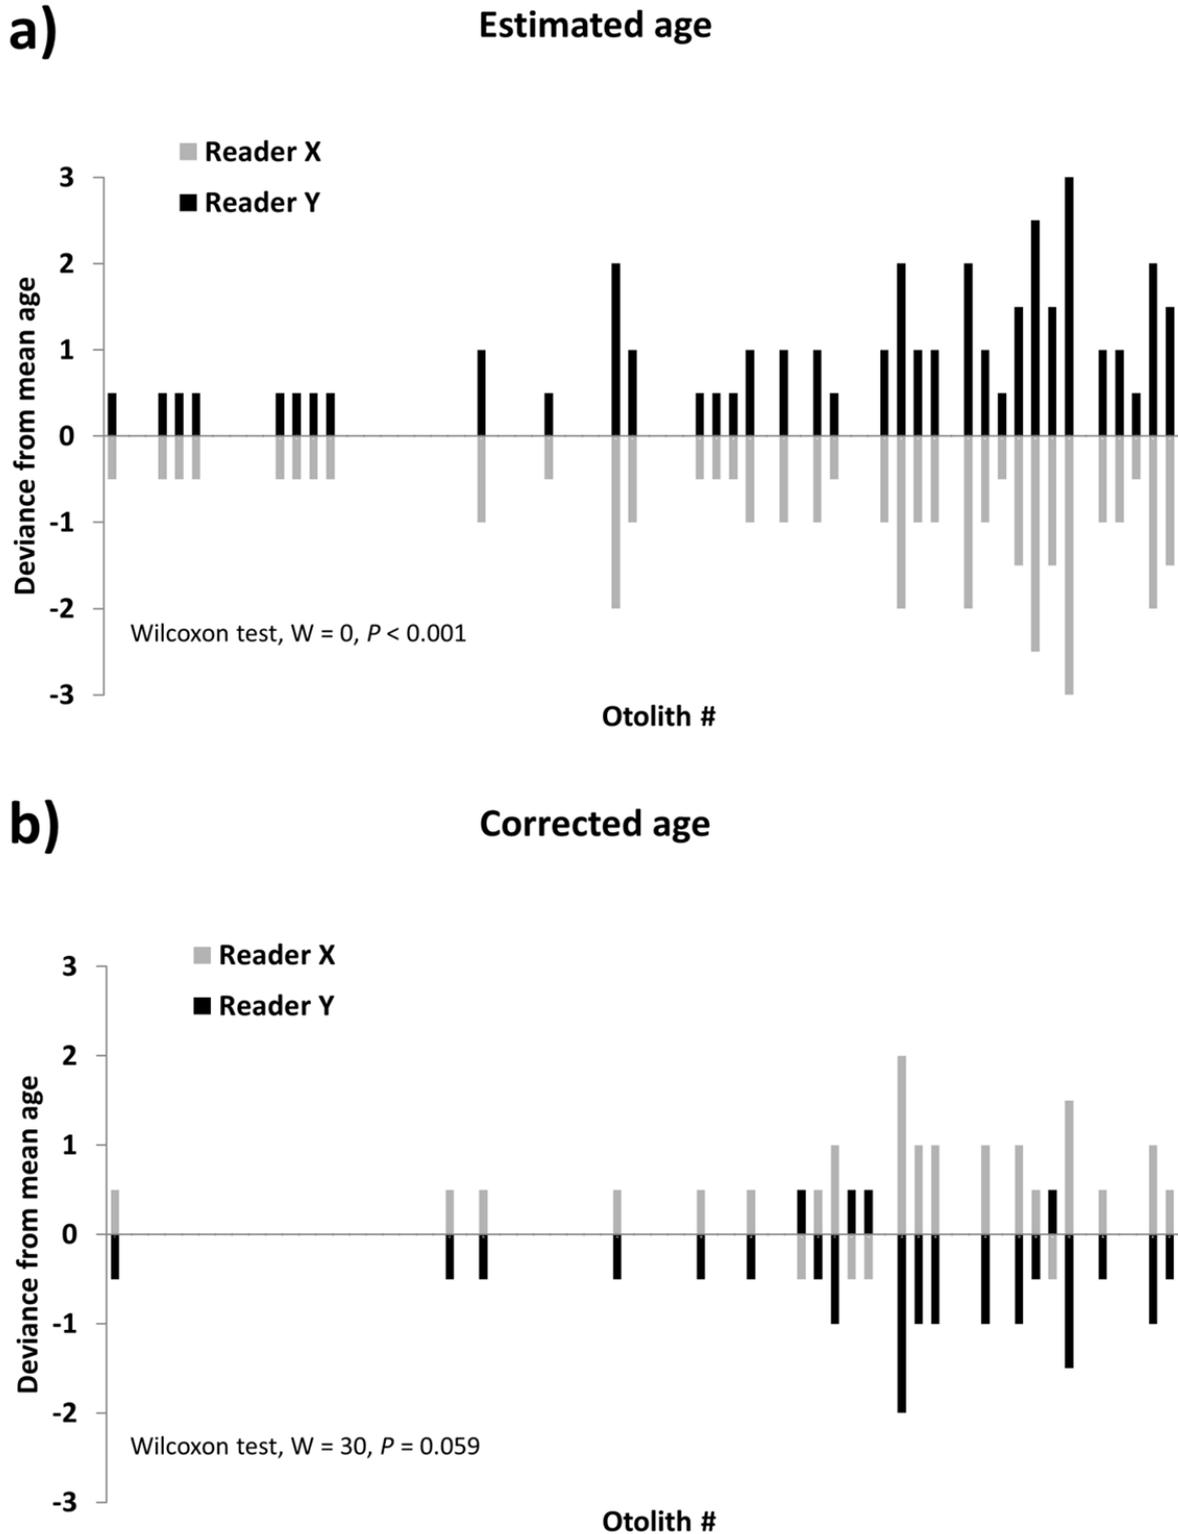 a)
Estimated age
Reader X
Reader Y
3
2
1
0
-1
-2
-3
Deviance from mean age
Wilcoxon test, W = 0, P < 0.001
Otolith #
b)
Corrected age
Reader X
Reader Y
3
2
1
0
-1
-2
-3
Deviance from mean age
Wilcoxon test, W = 30, P = 0.059
Otolith #